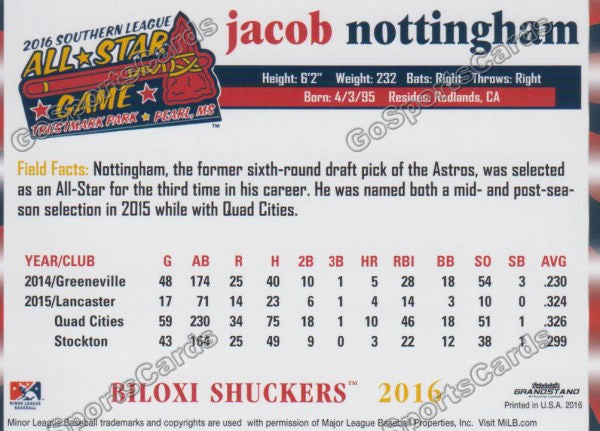 jacob nottingham
2016 SOUTHERN LEAGUE
ALL★STAR
GAME
TRUSTMARK PARK ★ PEARL, MS
TM
Height: 6'2" Weight: 232 Bats: Right Throws: Right
Born: 4/3/95 Resides: Redlands, CA
Field Facts: Nottingham, the former sixth-round draft pick of the Astros, was selected
as an All-Star for the third time in his career. He was named both a mid- and post-sea-
son selection in 2015 while with Quad Cities.
YEAR/CLUB G AB R H 2B 3B HR RBI BB SO SB AVG
2014/Greeneville 48 174 25 40 10 1 5 28 18 54 3 .230
2015/Lancaster 17 71 14 23 6 1 4 14 3 10 0 .324
Quad Cities 59 230 34 75 18 1 10 46 18 51 1 .326
Stockton 43 164 25 49 9 0 3 22 12 38 1 .299
MINOR LEAGUE
BASEBALL
BILOXI SHUCKERS™ 2016
GRANDSTAND
Printed in U.S.A. 2016
Minor League Baseball trademarks and copyrights are used with permission of Major League Baseball Properties, Inc. Visit MiLB.com
GoSportsCards
GoSportsCards
GoSportsCards
GoSportsCards
GoSportsCards